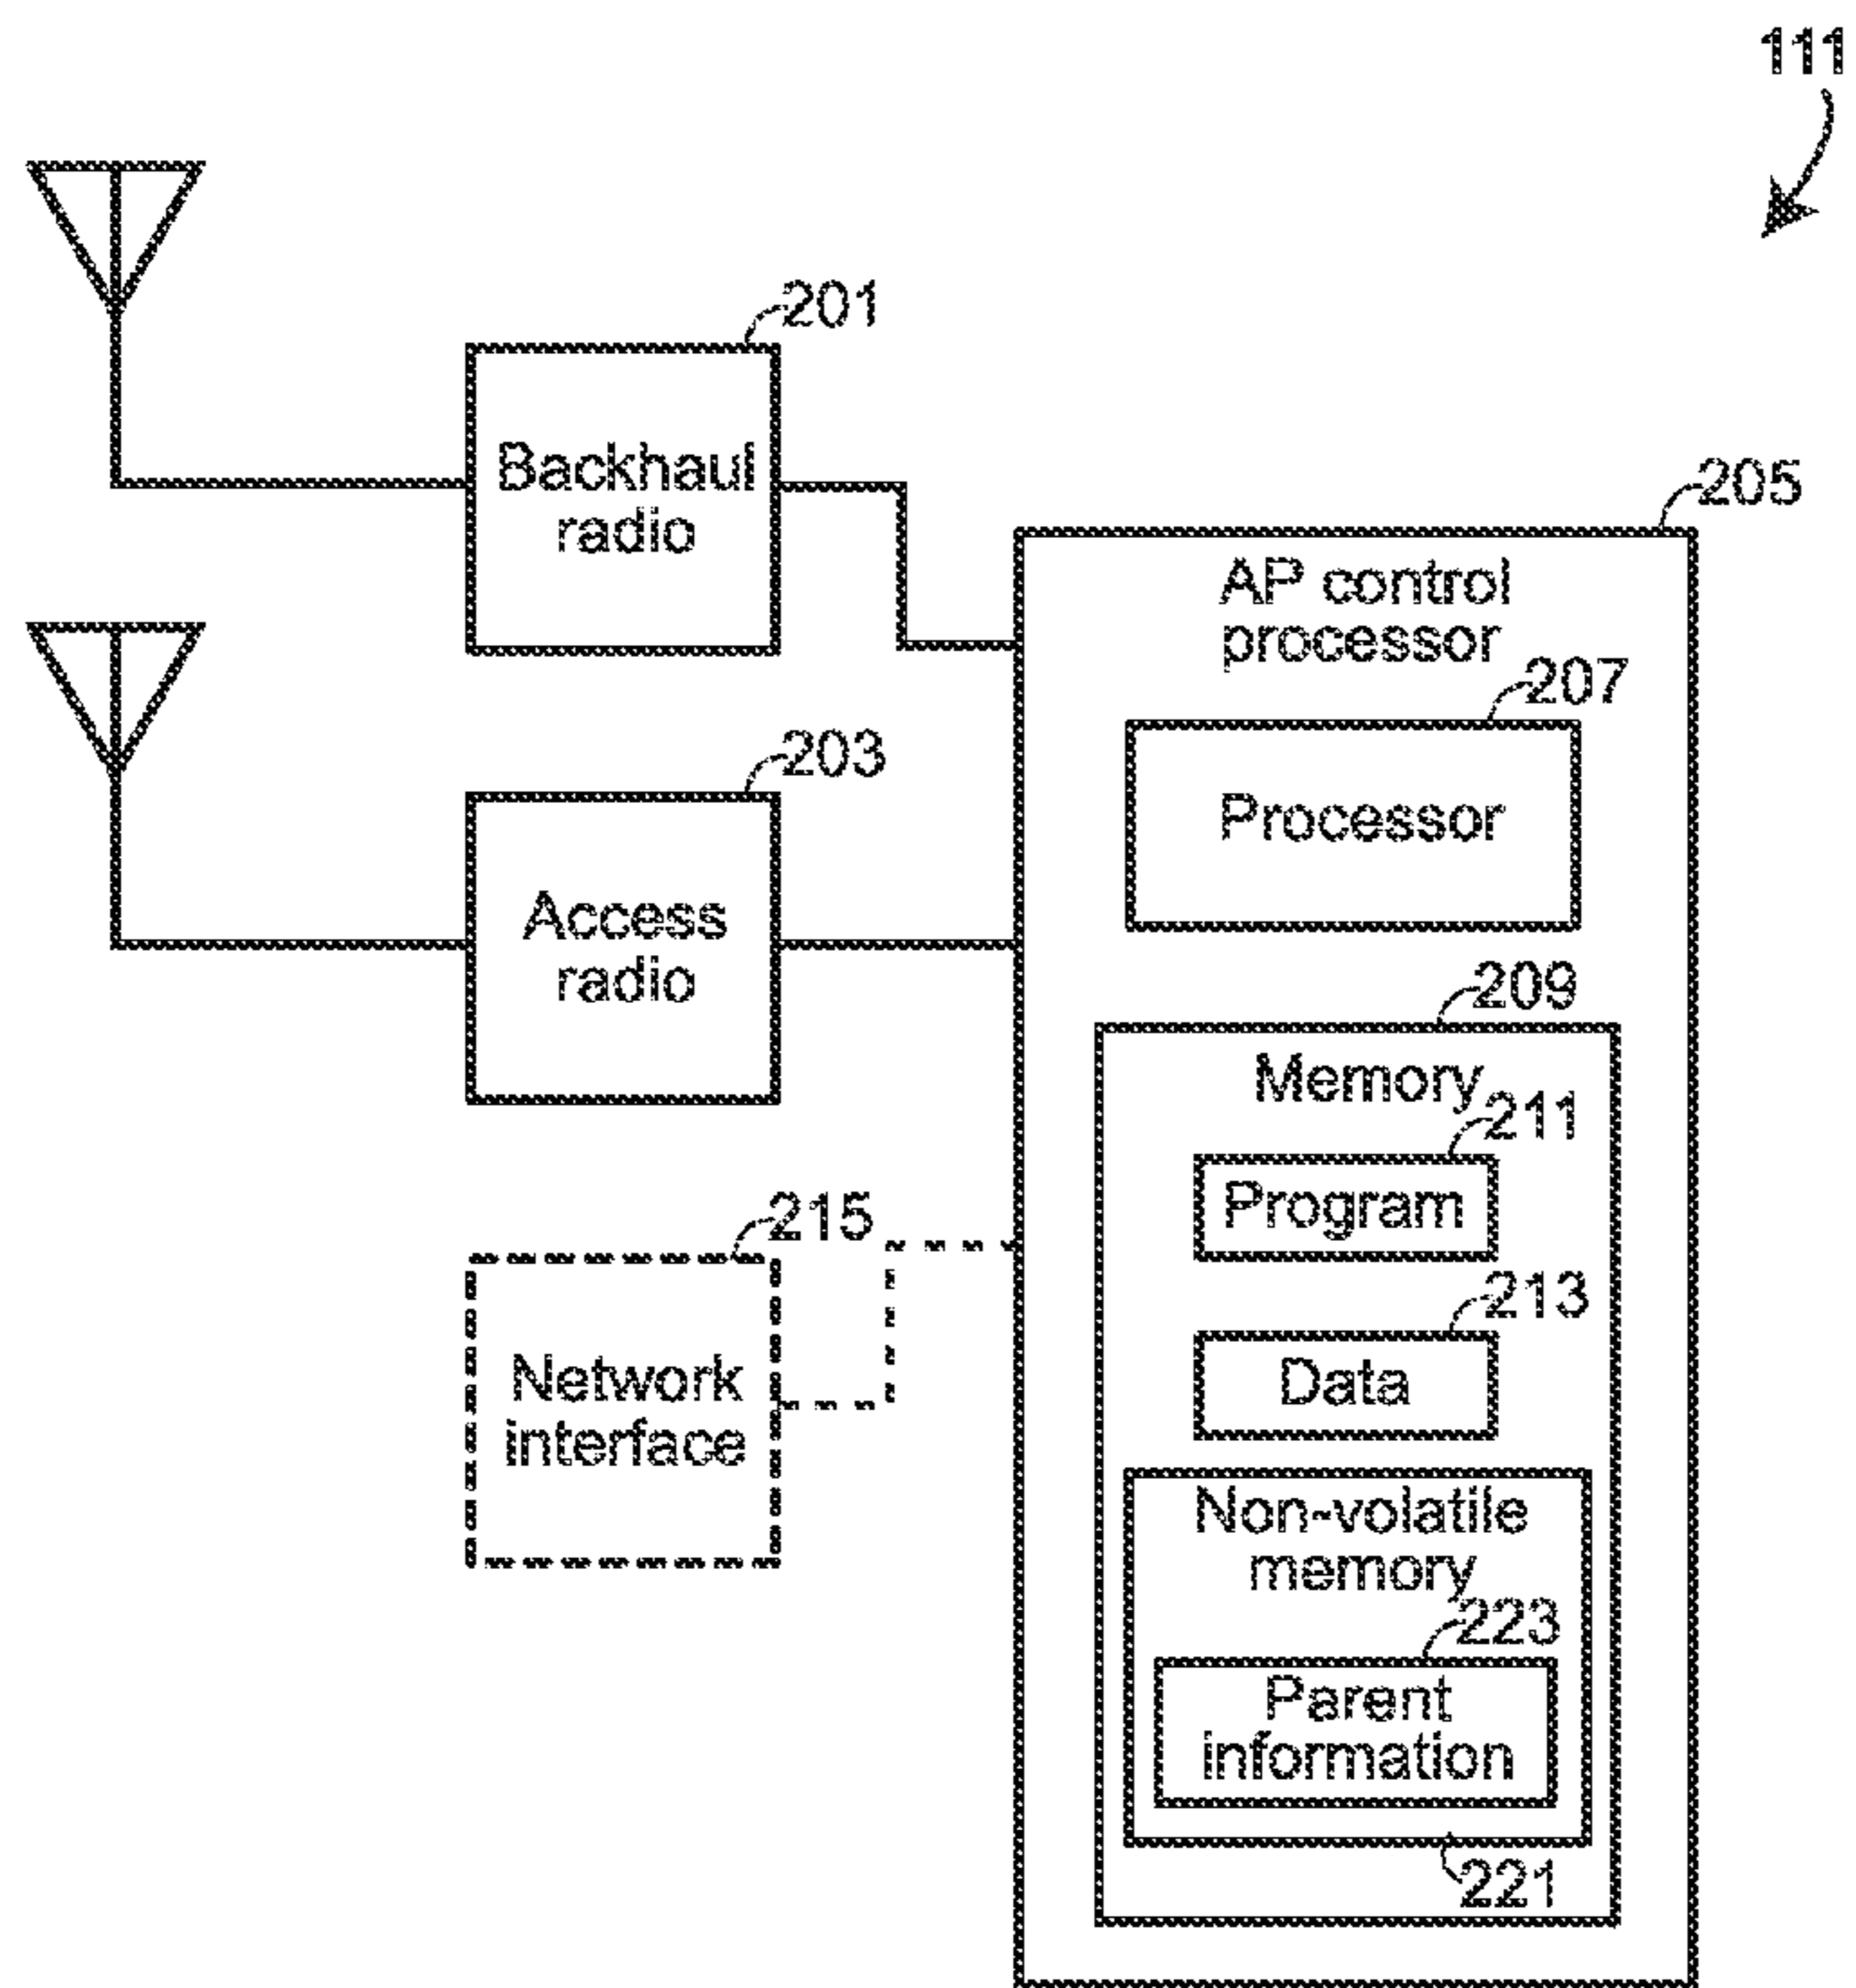 111
201
Backhaul
radio
205
AP control
processor
207
Processor
203
Access
radio
209
Memory
211
Program
215
Network
interface
213
Data
Non-volatile
memory
223
Parent
information
221